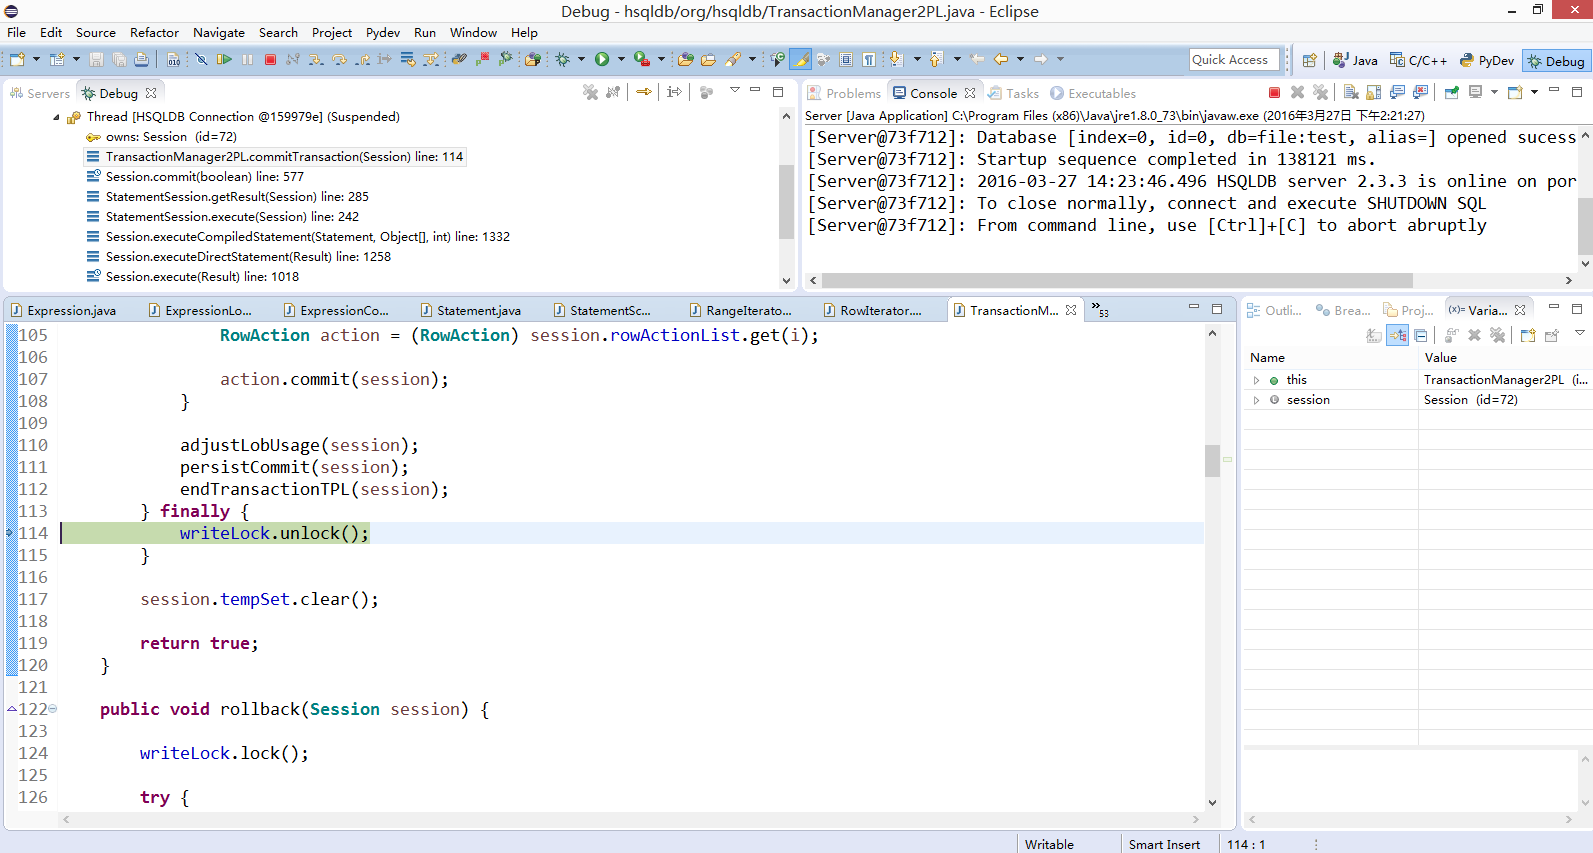 Debug - hsqldb/org/hsqldb/TransactionManager2PL.java - Eclipse
File Edit Source Refactor Navigate Search Project Pydev Run Window Help
Quick Access
Java C/C++ PyDev Debug
Servers Debug
Thread [HSQLDB Connection @159979e] (Suspended)
owns: Session (id=72)
TransactionManager2PL.commitTransaction(Session) line: 114
Session.commit(boolean) line: 577
StatementSession.getResult(Session) line: 285
StatementSession.execute(Session) line: 242
Session.executeCompiledStatement(Statement, Object[], int) line: 1332
Session.executeDirectStatement(Result) line: 1258
Session.execute(Result) line: 1018
Problems Console Tasks Executables
Server [Java Application] C:\Program Files (x86)\Java\jre1.8.0_73\bin\javaw.exe (2016年3月27日 下午2:21:27)
[Server@73f712]: Database [index=0, id=0, db=file:test, alias=] opened sucess
[Server@73f712]: Startup sequence completed in 138121 ms.
[Server@73f712]: 2016-03-27 14:23:46.496 HSQLDB server 2.3.3 is online on por
[Server@73f712]: To close normally, connect and execute SHUTDOWN SQL
[Server@73f712]: From command line, use [Ctrl]+[C] to abort abruptly
Expression.java ExpressionLo... ExpressionCo... Statement.java StatementSc... RangeIterato... RowIterator.... TransactionM... »53
105 RowAction action = (RowAction) session.rowActionList.get(i);
106
107 action.commit(session);
108 }
109
110 adjustLobUsage(session);
111 persistCommit(session);
112 endTransactionTPL(session);
113 } finally {
114 writeLock.unlock();
115 }
116
117 session.tempSet.clear();
118
119 return true;
120 }
121
122 public void rollback(Session session) {
123
124 writeLock.lock();
125
126 try {
Outli... Brea... Proj... (x)= Varia...
Name Value
this TransactionManager2PL (i...
session Session (id=72)
Writable Smart Insert 114 : 1